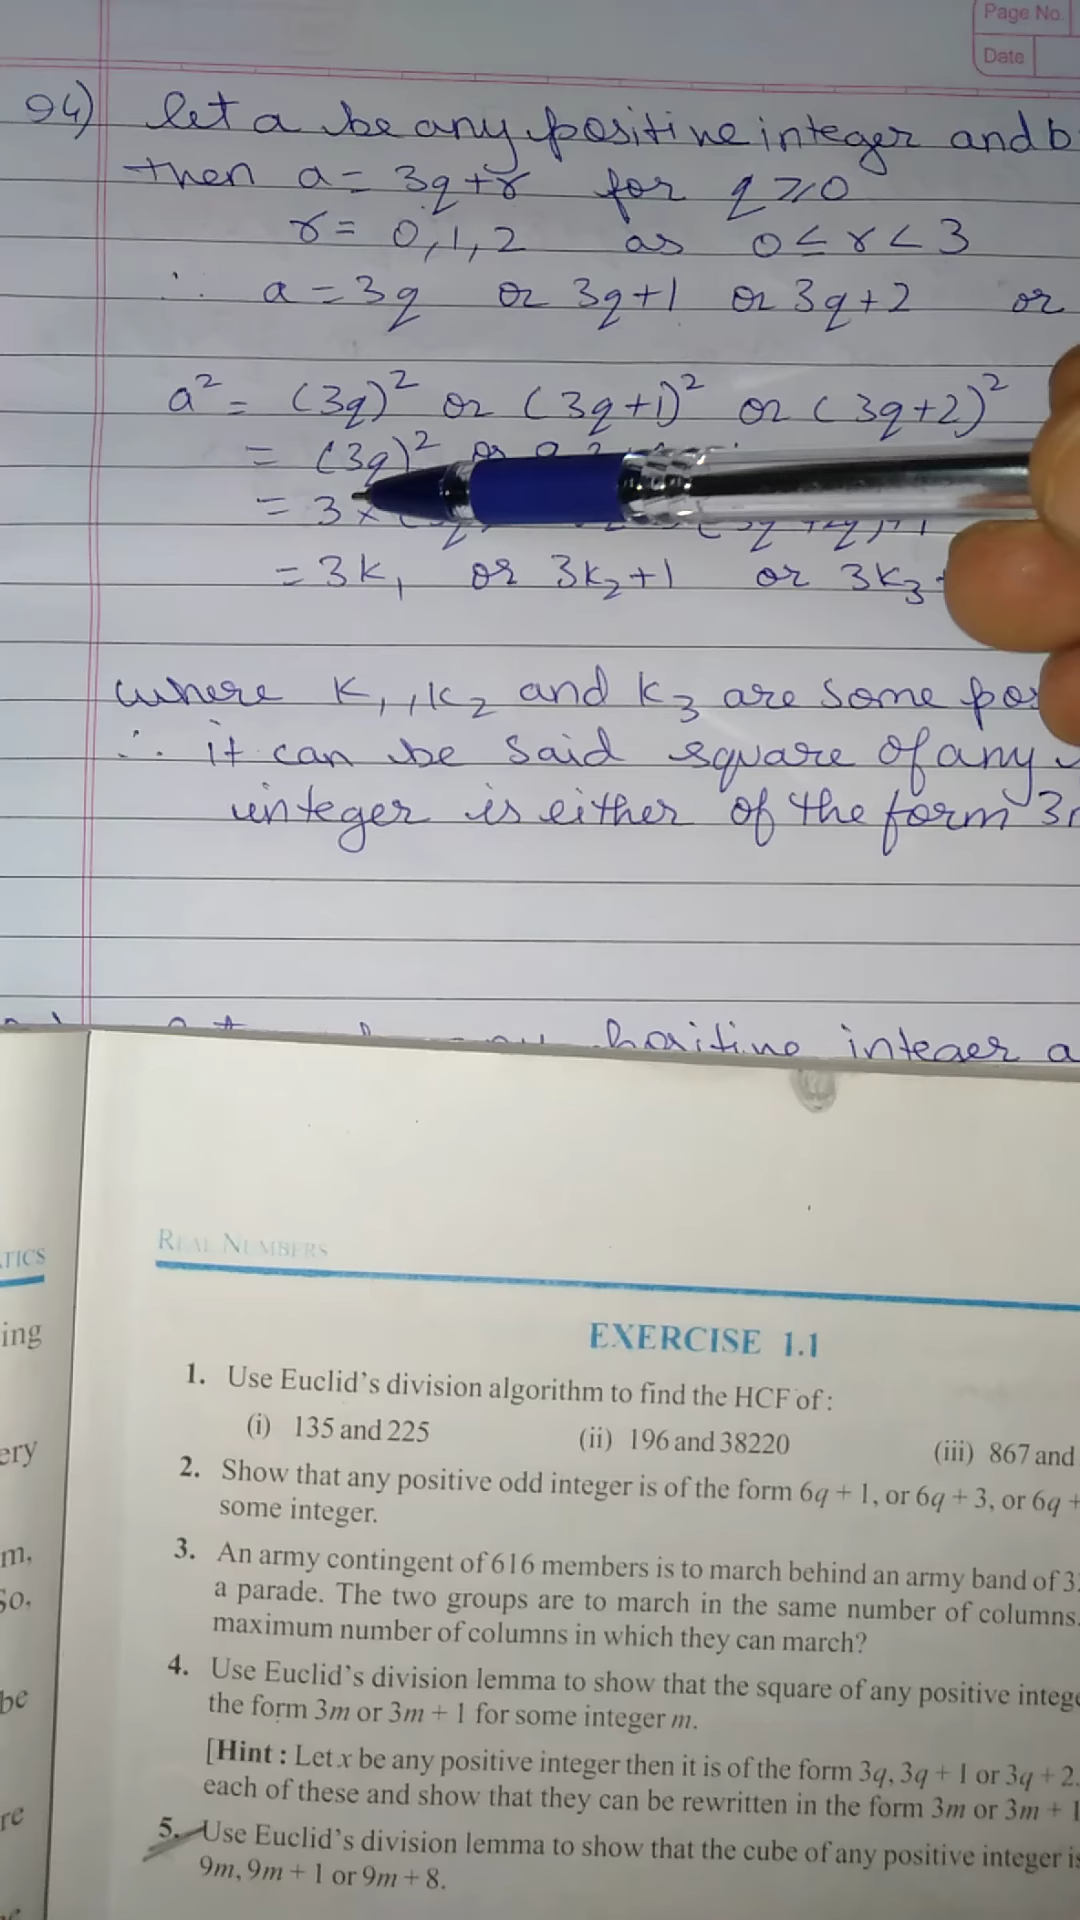 Page No.
Date
Q4) let a be any positive integer and b
then a = 3q+r for q ≥ 0
r = 0,1,2 as 0 ≤ r < 3
∴ a = 3q or 3q+1 or 3q+2 or
a² = (3q)² or (3q+1)² or (3q+2)²
= (3q)² or
= 3×
= 3k₁ or 3k₂+1 or 3k₃
where k₁, k₂ and k₃ are some
∴ it can be said square of any
integer is either of the form 3
positive integer a
REAL NUMBERS
EXERCISE 1.1
1. Use Euclid's division algorithm to find the HCF of :
(i) 135 and 225 (ii) 196 and 38220 (iii) 867 and
2. Show that any positive odd integer is of the form 6q + 1, or 6q + 3, or 6q +
some integer.
3. An army contingent of 616 members is to march behind an army band of 3
a parade. The two groups are to march in the same number of columns.
maximum number of columns in which they can march?
4. Use Euclid's division lemma to show that the square of any positive intege
the form 3m or 3m + 1 for some integer m.
[Hint : Let x be any positive integer then it is of the form 3q, 3q + 1 or 3q + 2.
each of these and show that they can be rewritten in the form 3m or 3m + 1
5. Use Euclid's division lemma to show that the cube of any positive integer is
9m, 9m + 1 or 9m + 8.
TICS
ing
ery
m,
So,
be
re